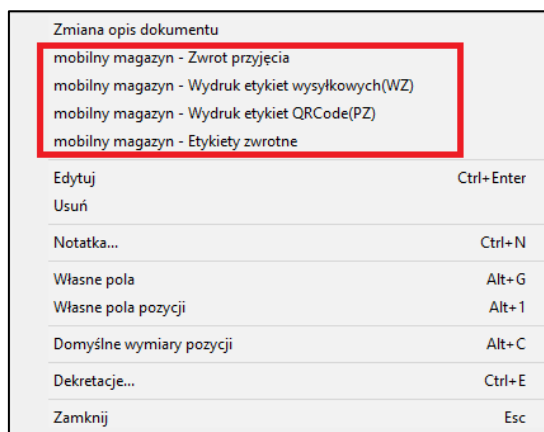 Zmiana opis dokumentu
mobilny magazyn - Zwrot przyjęcia
mobilny magazyn - Wydruk etykiet wysyłkowych(WZ)
mobilny magazyn - Wydruk etykiet QRCode(PZ)
mobilny magazyn - Etykiety zwrotne
Edytuj Ctrl+Enter
Usuń
Notatka... Ctrl+N
Własne pola Alt+G
Własne pola pozycji Alt+1
Domyślne wymiary pozycji Alt+C
Dekretacje... Ctrl+E
Zamknij Esc